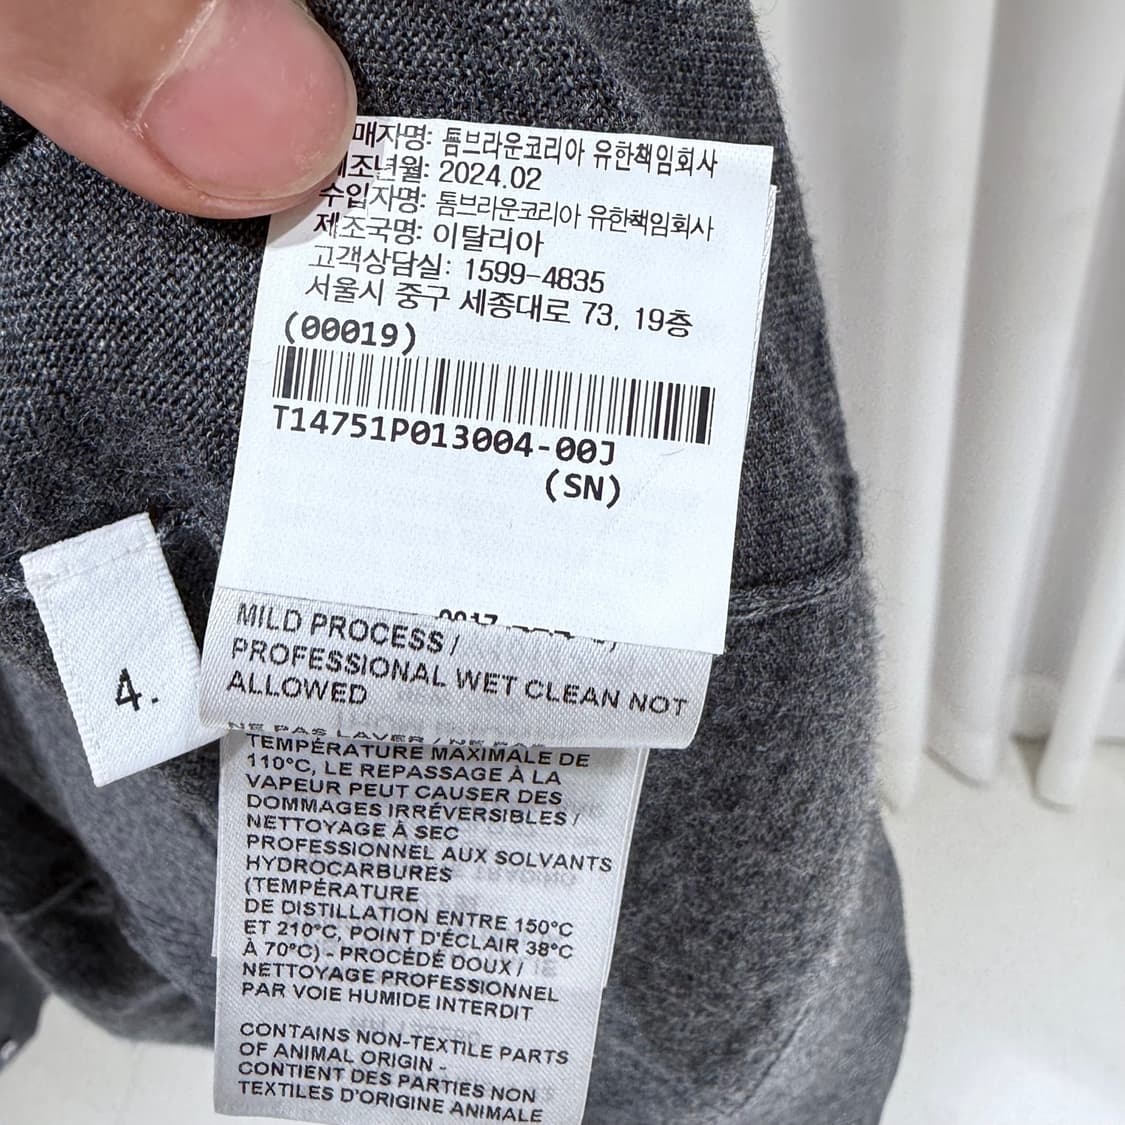 매자명: 톰브라운코리아 유한책임회사
조년월: 2024.02
수입자명: 톰브라운코리아 유한책임회사
제조국명: 이탈리아
고객상담실: 1599-4835
서울시 중구 세종대로 73, 19층
(00019)
T14751P013004-00J
(SN)
MILD PROCESS /
PROFESSIONAL WET CLEAN NOT
ALLOWED
4.
NE PAS LAVER /
TEMPÉRATURE MAXIMALE DE
110°C, LE REPASSAGE À LA
VAPEUR PEUT CAUSER DES
DOMMAGES IRRÉVERSIBLES /
NETTOYAGE À SEC
PROFESSIONNEL AUX SOLVANTS
HYDROCARBURES
(TEMPÉRATURE
DE DISTILLATION ENTRE 150°C
ET 210°C, POINT D'ÉCLAIR 38°C
À 70°C) - PROCÉDÉ DOUX /
NETTOYAGE PROFESSIONNEL
PAR VOIE HUMIDE INTERDIT
CONTAINS NON-TEXTILE PARTS
OF ANIMAL ORIGIN -
CONTIENT DES PARTIES NON
TEXTILES D'ORIGINE ANIMALE